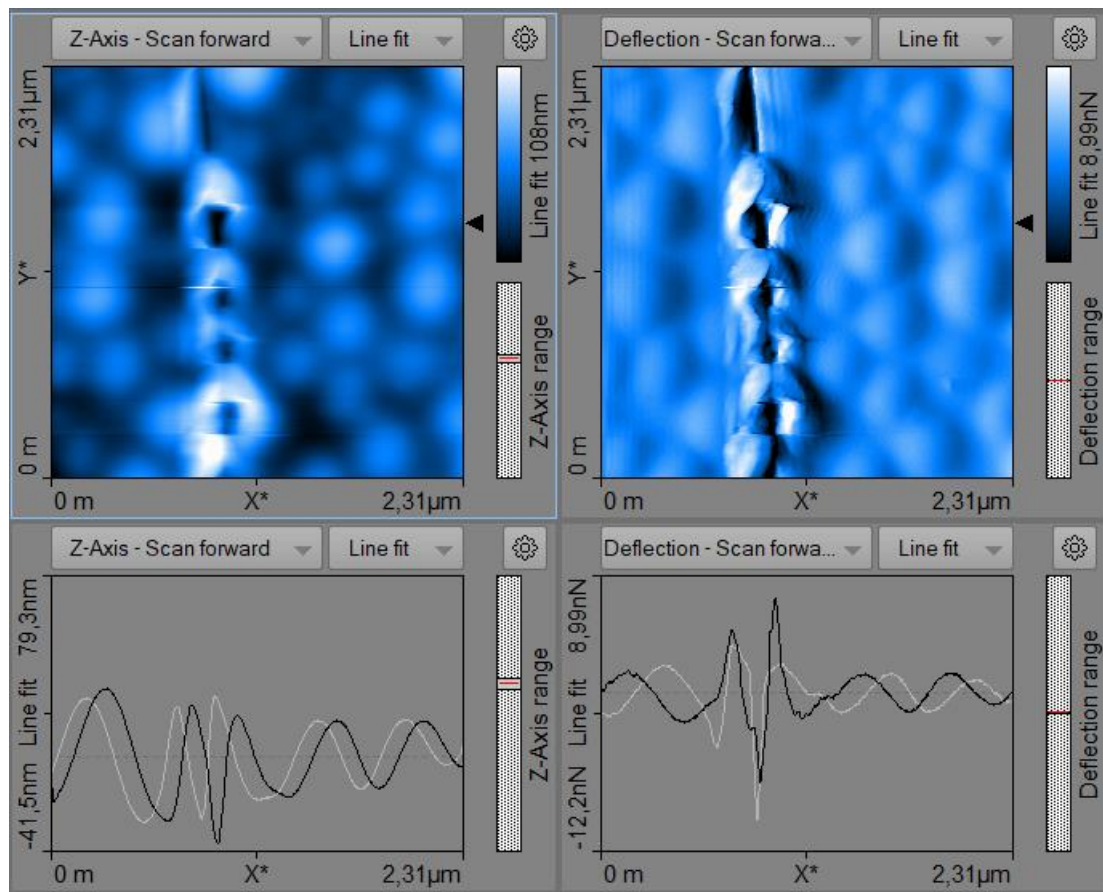 Z-Axis - Scan forward
Line fit
2,31µm
Y*
0 m
0 m
X*
2,31µm
Line fit 108nm
Z-Axis range
Deflection - Scan forwa...
Line fit
2,31µm
Y*
0 m
0 m
X*
2,31µm
Line fit 8,99nN
Deflection range
Z-Axis - Scan forward
Line fit
79,3nm
Line fit
-41,5nm
0 m
X*
2,31µm
Z-Axis range
Deflection - Scan forwa...
Line fit
8,99nN
Line fit
-12,2nN
0 m
X*
2,31µm
Deflection range